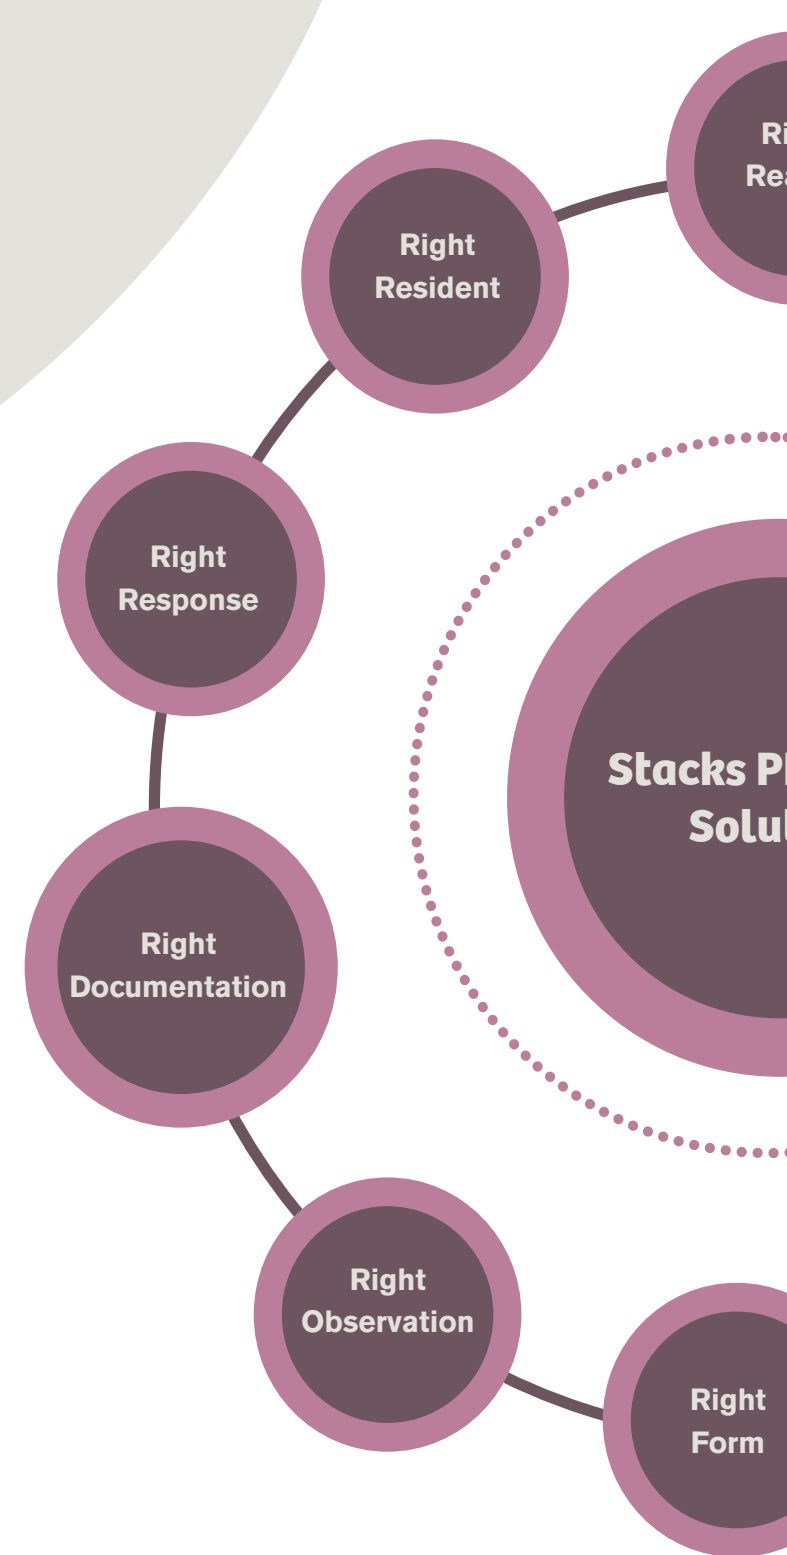 Right
Resident
Right
Response
Stacks
Right
Documentation
Right
Observation
Right
Form